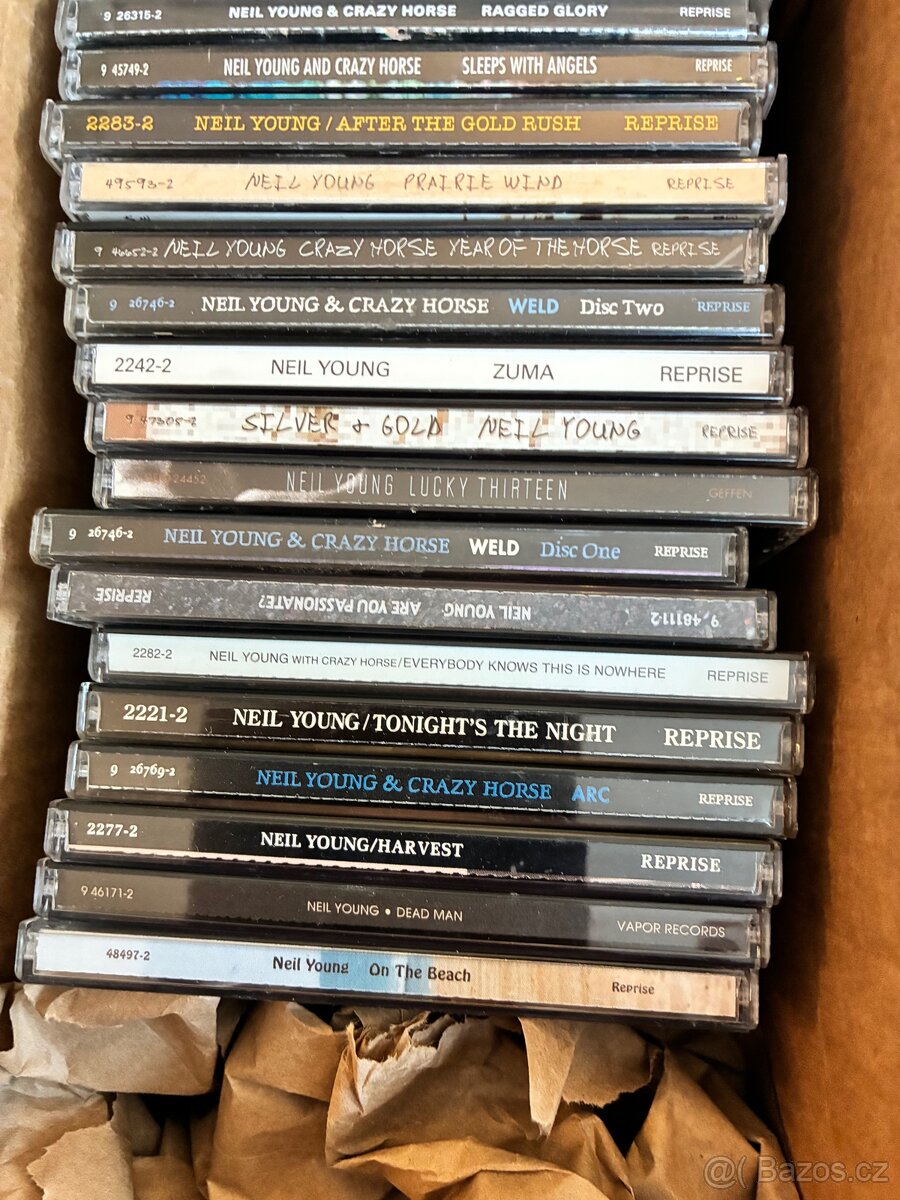 9 26315-2 NEIL YOUNG & CRAZY HORSE RAGGED GLORY REPRISE
9 45749-2 NEIL YOUNG AND CRAZY HORSE SLEEPS WITH ANGELS REPRISE
2283-2 NEIL YOUNG/AFTER THE GOLD RUSH REPRISE
49593-2 NEIL YOUNG PRAIRIE WIND REPRISE
9 46652-2 NEIL YOUNG CRAZY HORSE YEAR OF THE HORSE REPRISE
9 26746-2 NEIL YOUNG & CRAZY HORSE WELD Disc Two REPRISE
2242-2 NEIL YOUNG ZUMA REPRISE
9 47305-2 SILVER & GOLD NEIL YOUNG REPRISE
24452 NEIL YOUNG LUCKY THIRTEEN GEFFEN
9 26746-2 NEIL YOUNG & CRAZY HORSE WELD Disc One REPRISE
9, 48111-2 NEIL YOUNG ARE YOU PASSIONATE? REPRISE
2282-2 NEIL YOUNG WITH CRAZY HORSE/EVERYBODY KNOWS THIS IS NOWHERE REPRISE
2221-2 NEIL YOUNG/TONIGHT'S THE NIGHT REPRISE
9 26769-2 NEIL YOUNG & CRAZY HORSE ARC REPRISE
2277-2 NEIL YOUNG/HARVEST REPRISE
9 46171-2 NEIL YOUNG • DEAD MAN VAPOR RECORDS
48497-2 Neil Young On The Beach Reprise
@( Bazos.cz